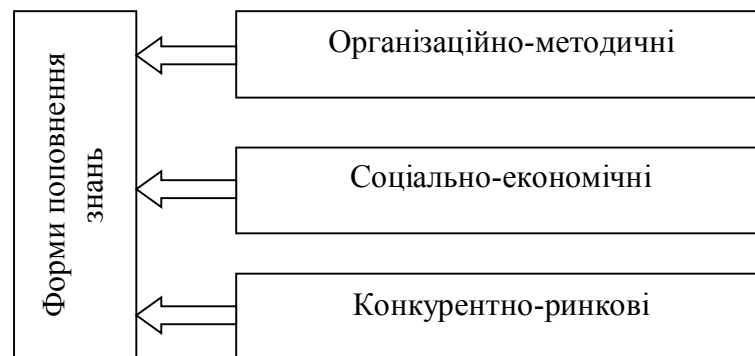 Форми поповнення
знань
Організаційно-методичні
Соціально-економічні
Конкурентно-ринкові